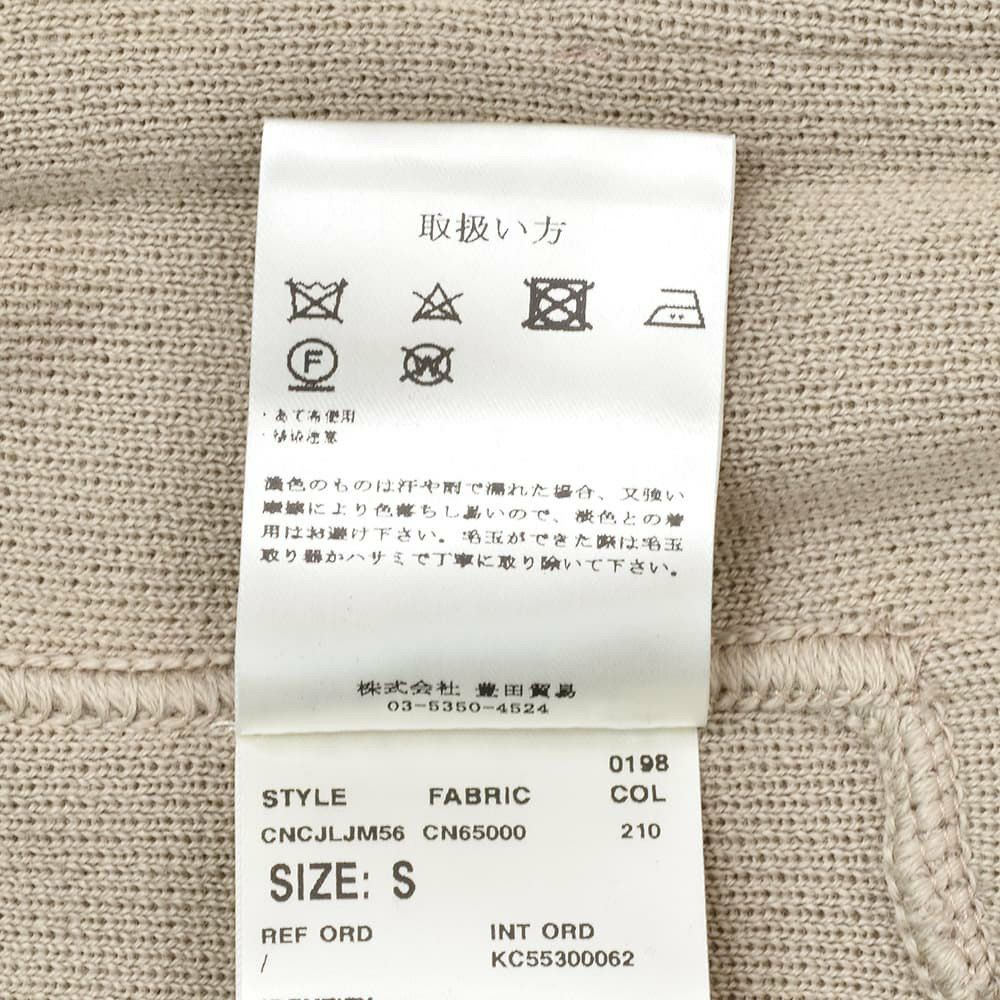 取扱い方
F W
・あて布使用
濃色のものは汗や雨で濡れた場合、又強い
摩擦により色落ちし易いので、淡色との着
用はお避け下さい。毛玉ができた際は毛玉
取り器かハサミで丁寧に取り除いて下さい。
株式会社 豊田貿易
03-5350-4524
0198
STYLE FABRIC COL
CNCJLJM56 CN65000 210
SIZE: S
REF ORD INT ORD
/ KC55300062